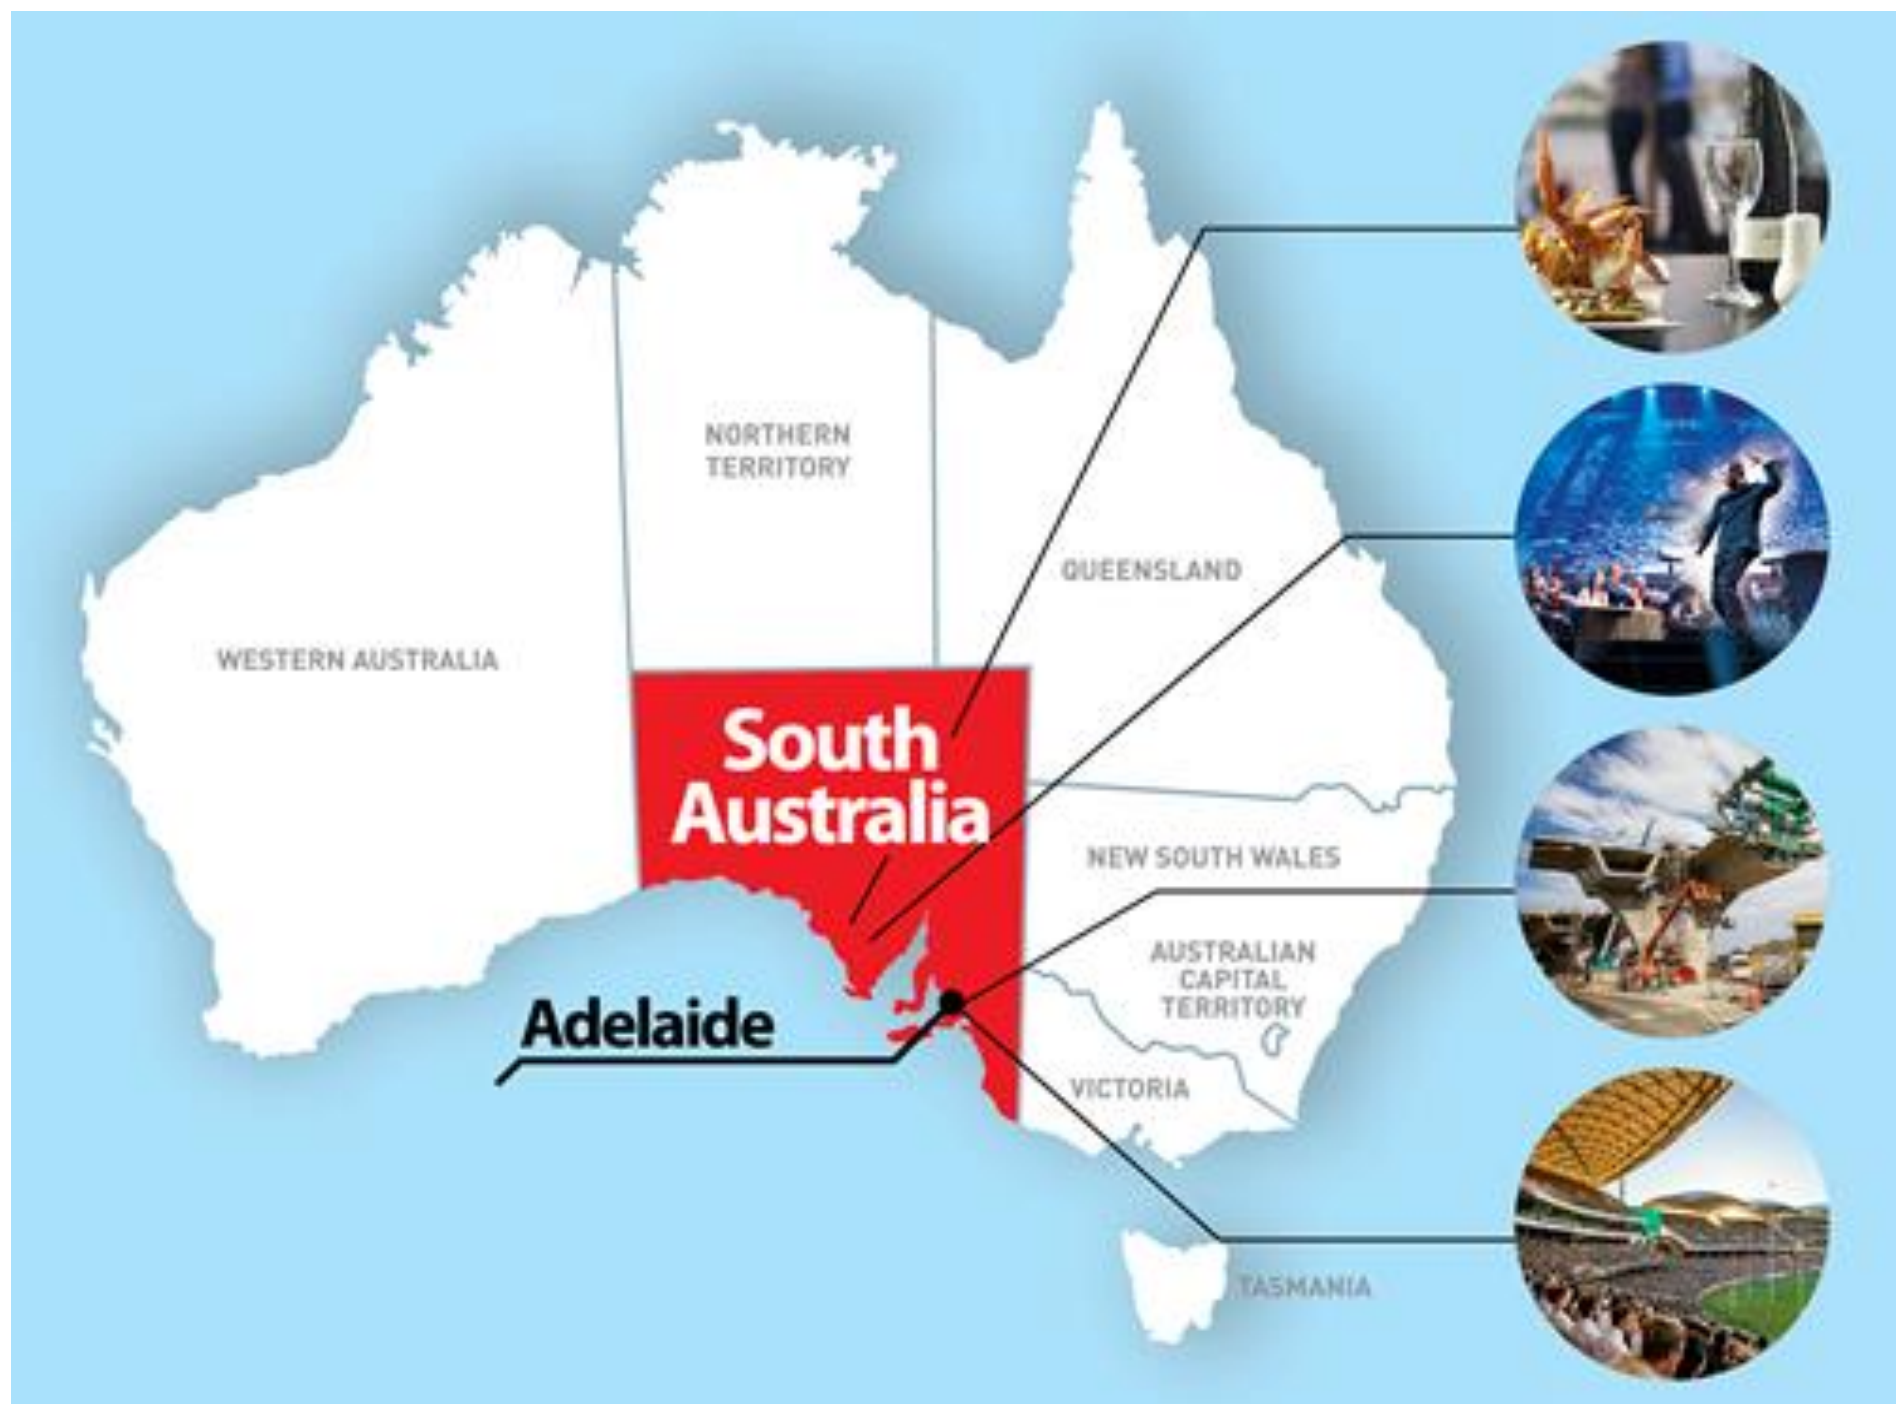 NORTHERN
TERRITORY
QUEENSLAND
WESTERN AUSTRALIA
South
Australia
NEW SOUTH WALES
AUSTRALIAN
CAPITAL
TERRITORY
Adelaide
VICTORIA
TASMANIA